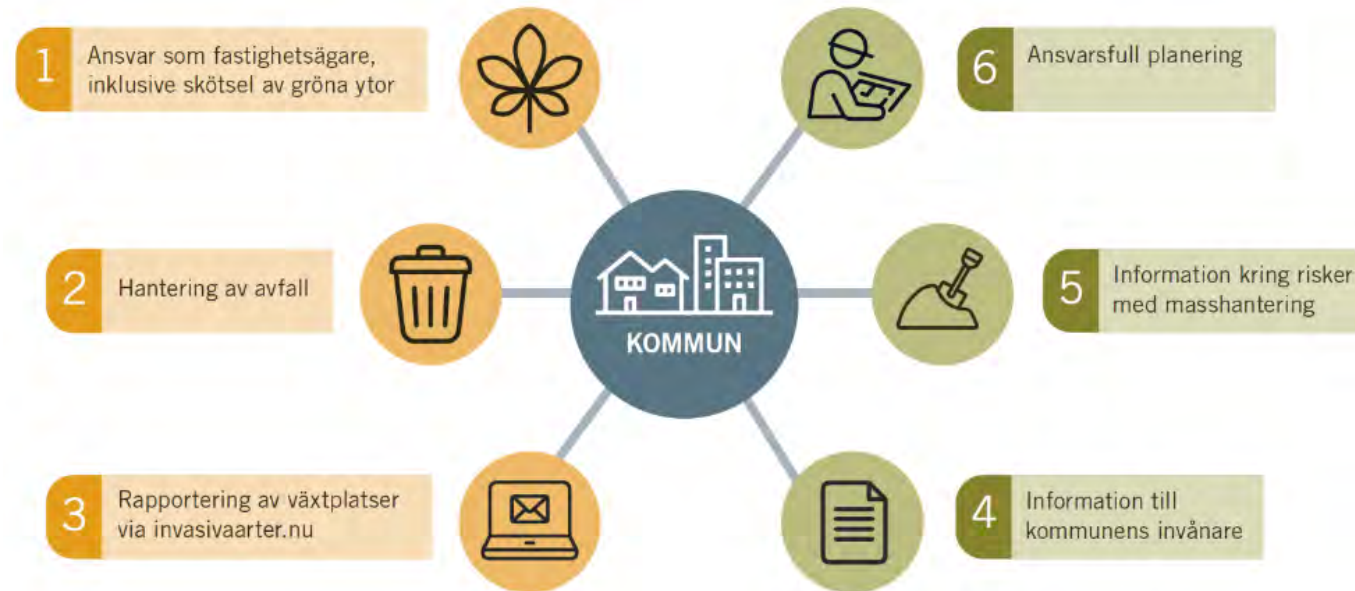 1
Ansvar som fastighetsägare,
inklusive skötsel av gröna ytor
2
Hantering av avfall
3
Rapportering av växtplatser
via invasivaarter.nu
KOMMUN
6
Ansvarsfull planering
5
Information kring risker
med masshantering
4
Information till
kommunens invånare